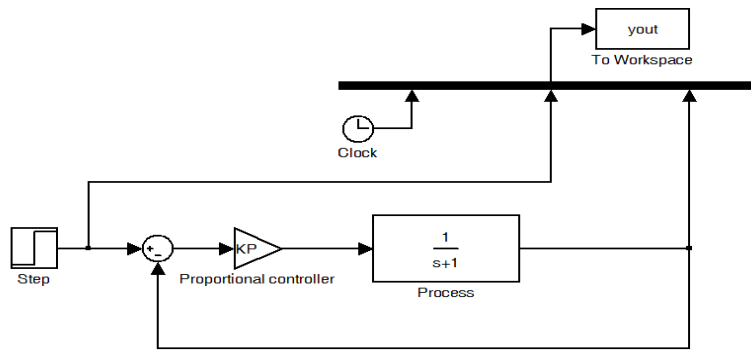 yout
To Workspace
Clock
Step
+
−
KP
Proportional controller
1
s+1
Process